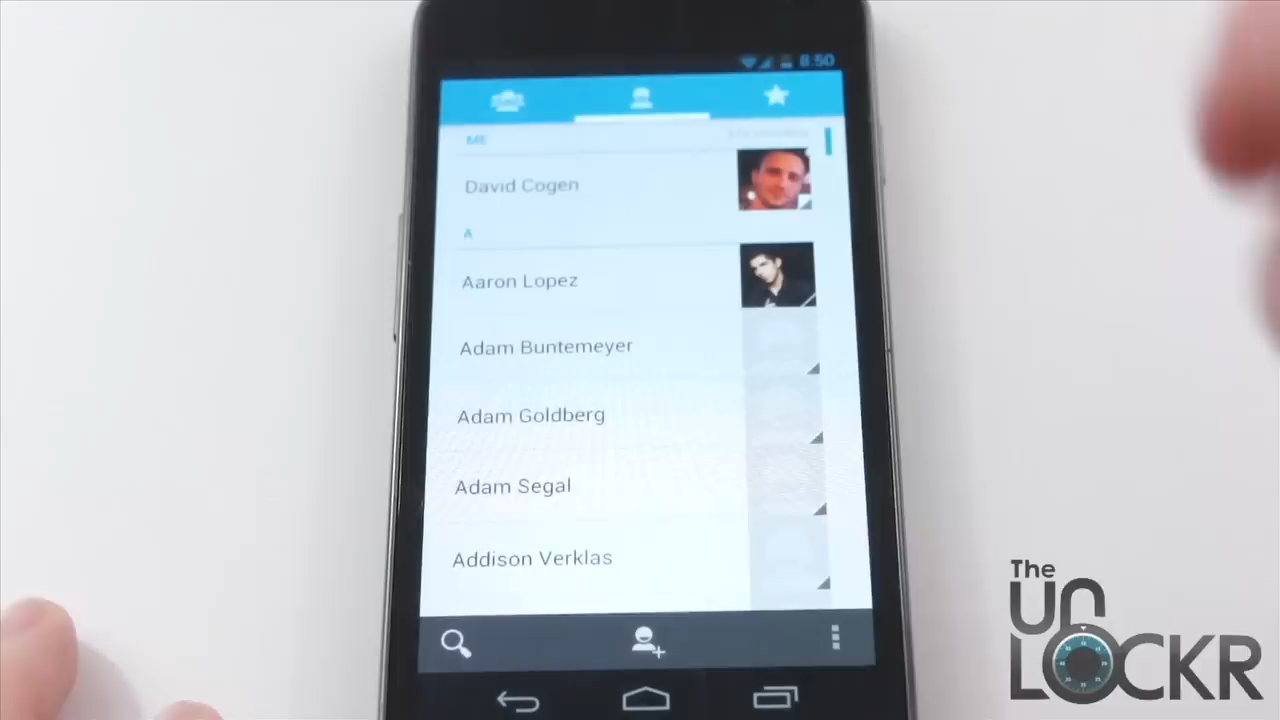 8:50
ME
David Cogen
A
Aaron Lopez
Adam Buntemeyer
Adam Goldberg
Adam Segal
Addison Verklas
The
UNLOCKR